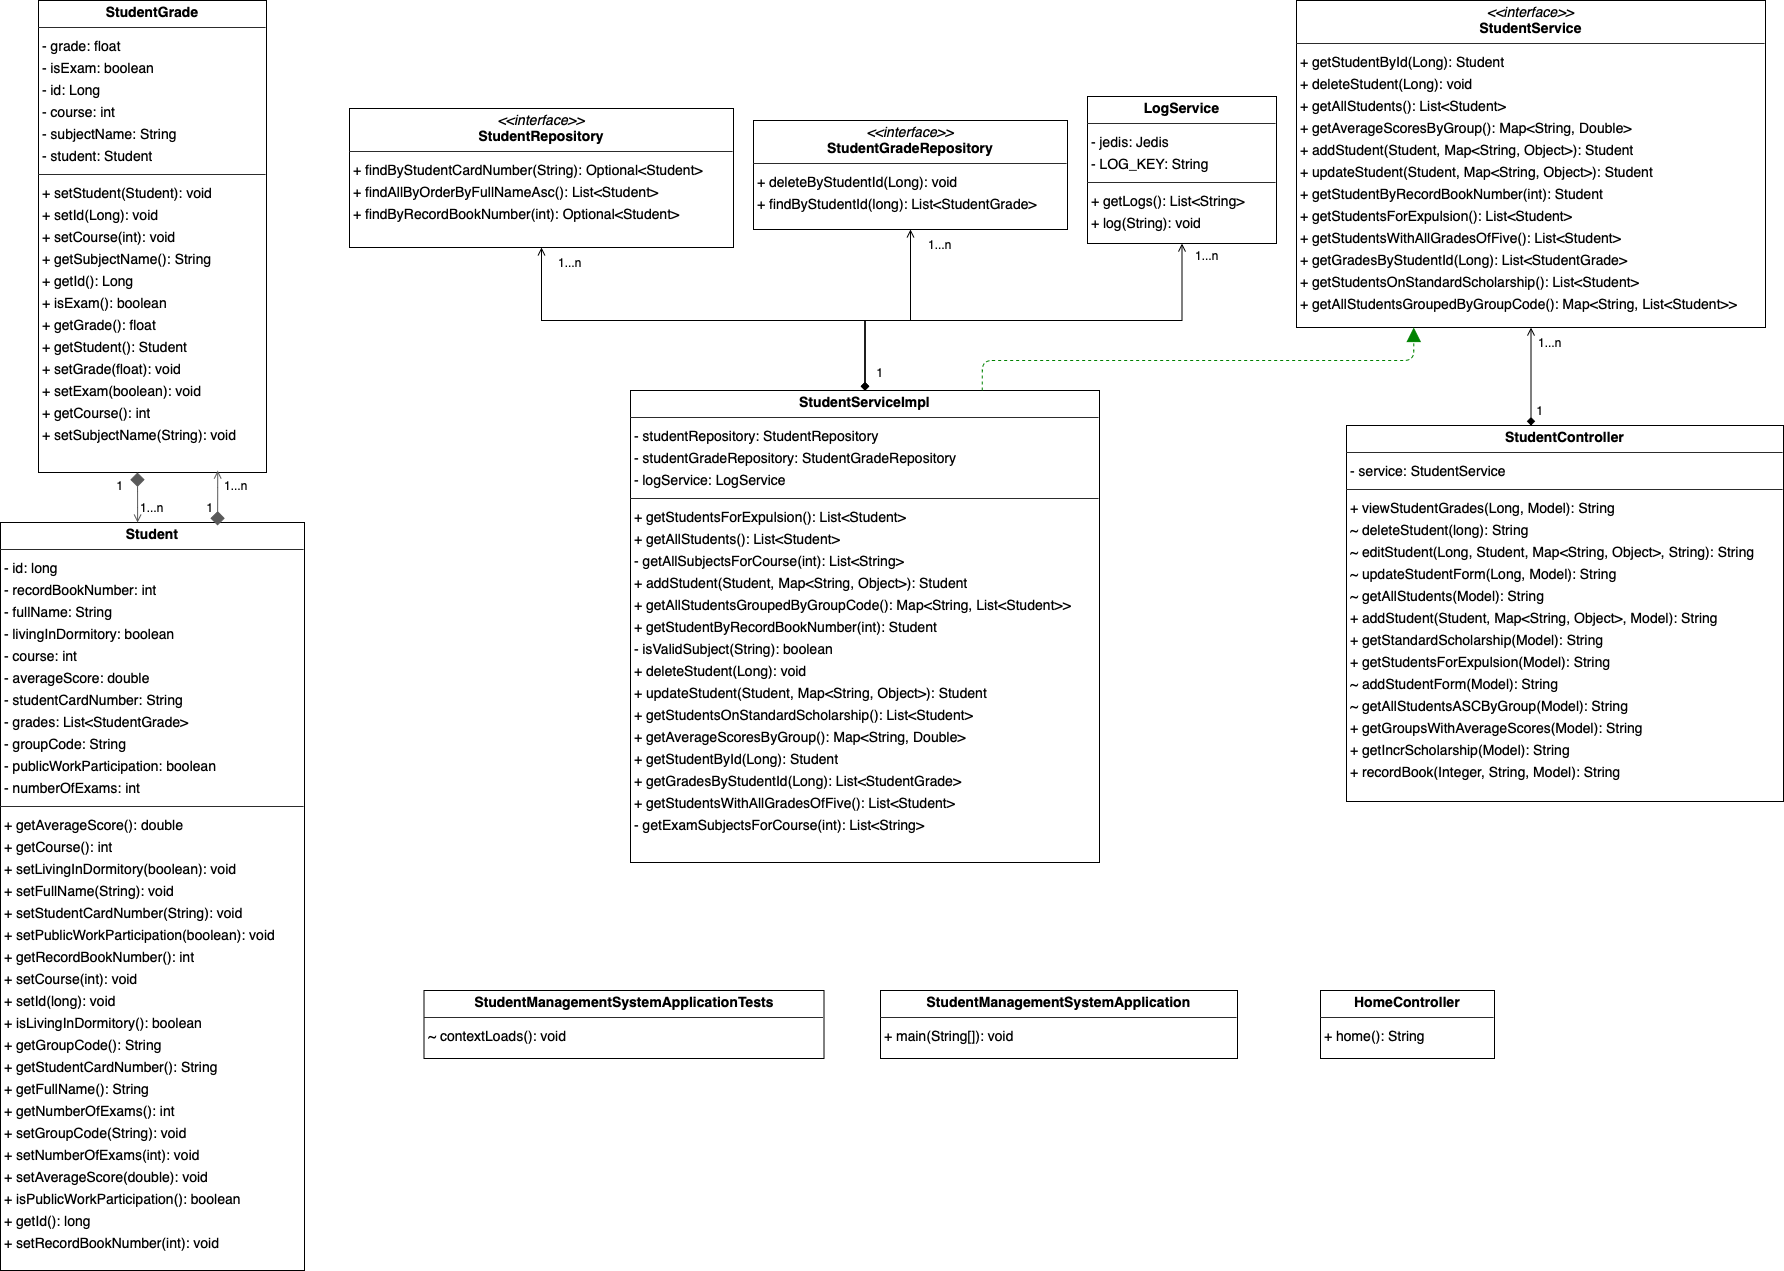 StudentGrade
- grade: float
- isExam: boolean
- id: Long
- course: int
- subjectName: String
- student: Student
+ setStudent(Student): void
+ setId(Long): void
+ setCourse(int): void
+ getSubjectName(): String
+ getId(): Long
+ isExam(): boolean
+ getGrade(): float
+ getStudent(): Student
+ setGrade(float): void
+ setExam(boolean): void
+ getCourse(): int
+ setSubjectName(String): void
1
1...n
1...n
1
Student
- id: long
- recordBookNumber: int
- fullName: String
- livingInDormitory: boolean
- course: int
- averageScore: double
- studentCardNumber: String
- grades: List<StudentGrade>
- groupCode: String
- publicWorkParticipation: boolean
- numberOfExams: int
+ getAverageScore(): double
+ getCourse(): int
+ setLivingInDormitory(boolean): void
+ setFullName(String): void
+ setStudentCardNumber(String): void
+ setPublicWorkParticipation(boolean): void
+ getRecordBookNumber(): int
+ setCourse(int): void
+ setId(long): void
+ isLivingInDormitory(): boolean
+ getGroupCode(): String
+ getStudentCardNumber(): String
+ getFullName(): String
+ getNumberOfExams(): int
+ setGroupCode(String): void
+ setNumberOfExams(int): void
+ setAverageScore(double): void
+ isPublicWorkParticipation(): boolean
+ getId(): long
+ setRecordBookNumber(int): void
<<interface>>
StudentRepository
+ findByStudentCardNumber(String): Optional<Student>
+ findAllByOrderByFullNameAsc(): List<Student>
+ findByRecordBookNumber(int): Optional<Student>
1...n
<<interface>>
StudentGradeRepository
+ deleteByStudentId(Long): void
+ findByStudentId(long): List<StudentGrade>
1...n
LogService
- jedis: Jedis
- LOG_KEY: String
+ getLogs(): List<String>
+ log(String): void
1...n
<<interface>>
StudentService
+ getStudentById(Long): Student
+ deleteStudent(Long): void
+ getAllStudents(): List<Student>
+ getAverageScoresByGroup(): Map<String, Double>
+ addStudent(Student, Map<String, Object>): Student
+ updateStudent(Student, Map<String, Object>): Student
+ getStudentByRecordBookNumber(int): Student
+ getStudentsForExpulsion(): List<Student>
+ getStudentsWithAllGradesOfFive(): List<Student>
+ getGradesByStudentId(Long): List<StudentGrade>
+ getStudentsOnStandardScholarship(): List<Student>
+ getAllStudentsGroupedByGroupCode(): Map<String, List<Student>>
1...n
1
1
StudentServiceImpl
- studentRepository: StudentRepository
- studentGradeRepository: StudentGradeRepository
- logService: LogService
+ getStudentsForExpulsion(): List<Student>
+ getAllStudents(): List<Student>
- getAllSubjectsForCourse(int): List<String>
+ addStudent(Student, Map<String, Object>): Student
+ getAllStudentsGroupedByGroupCode(): Map<String, List<Student>>
+ getStudentByRecordBookNumber(int): Student
- isValidSubject(String): boolean
+ deleteStudent(Long): void
+ updateStudent(Student, Map<String, Object>): Student
+ getStudentsOnStandardScholarship(): List<Student>
+ getAverageScoresByGroup(): Map<String, Double>
+ getStudentById(Long): Student
+ getGradesByStudentId(Long): List<StudentGrade>
+ getStudentsWithAllGradesOfFive(): List<Student>
- getExamSubjectsForCourse(int): List<String>
StudentController
- service: StudentService
+ viewStudentGrades(Long, Model): String
~ deleteStudent(long): String
~ editStudent(Long, Student, Map<String, Object>, String): String
~ updateStudentForm(Long, Model): String
~ getAllStudents(Model): String
+ addStudent(Student, Map<String, Object>, Model): String
+ getStandardScholarship(Model): String
+ getStudentsForExpulsion(Model): String
~ addStudentForm(Model): String
~ getAllStudentsASCByGroup(Model): String
+ getGroupsWithAverageScores(Model): String
+ getIncrScholarship(Model): String
+ recordBook(Integer, String, Model): String
StudentManagementSystemApplicationTests
~ contextLoads(): void
StudentManagementSystemApplication
+ main(String[]): void
HomeController
+ home(): String